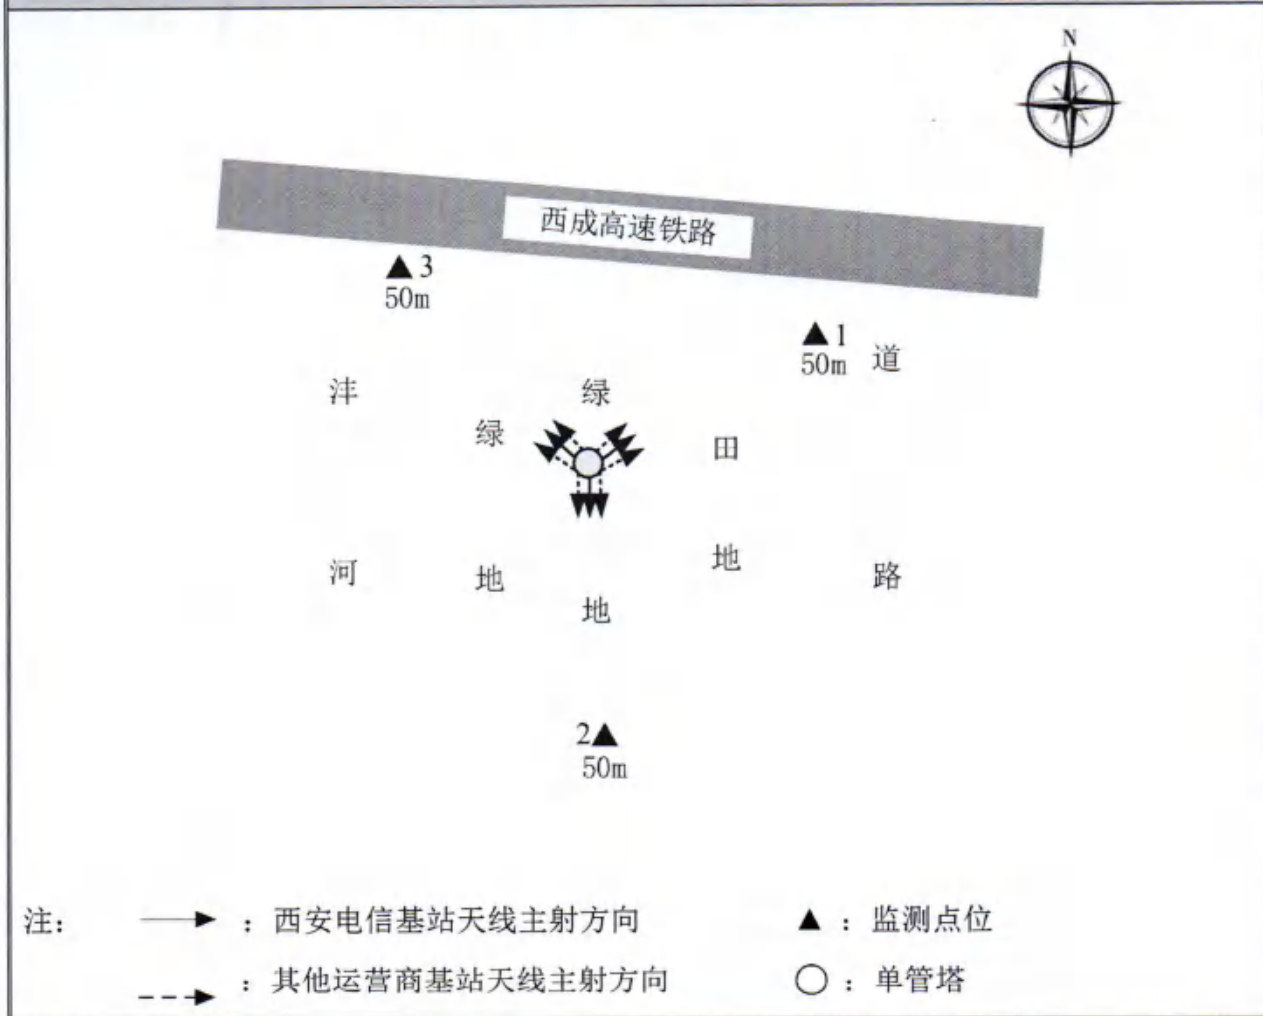 N
西成高速铁路
▲3
50m
▲1
50m
道路
沣河
绿地
绿地
田地
2▲
50m
注：
——► ：西安电信基站天线主射方向
▲ ：监测点位
---► ：其他运营商基站天线主射方向
○ ：单管塔